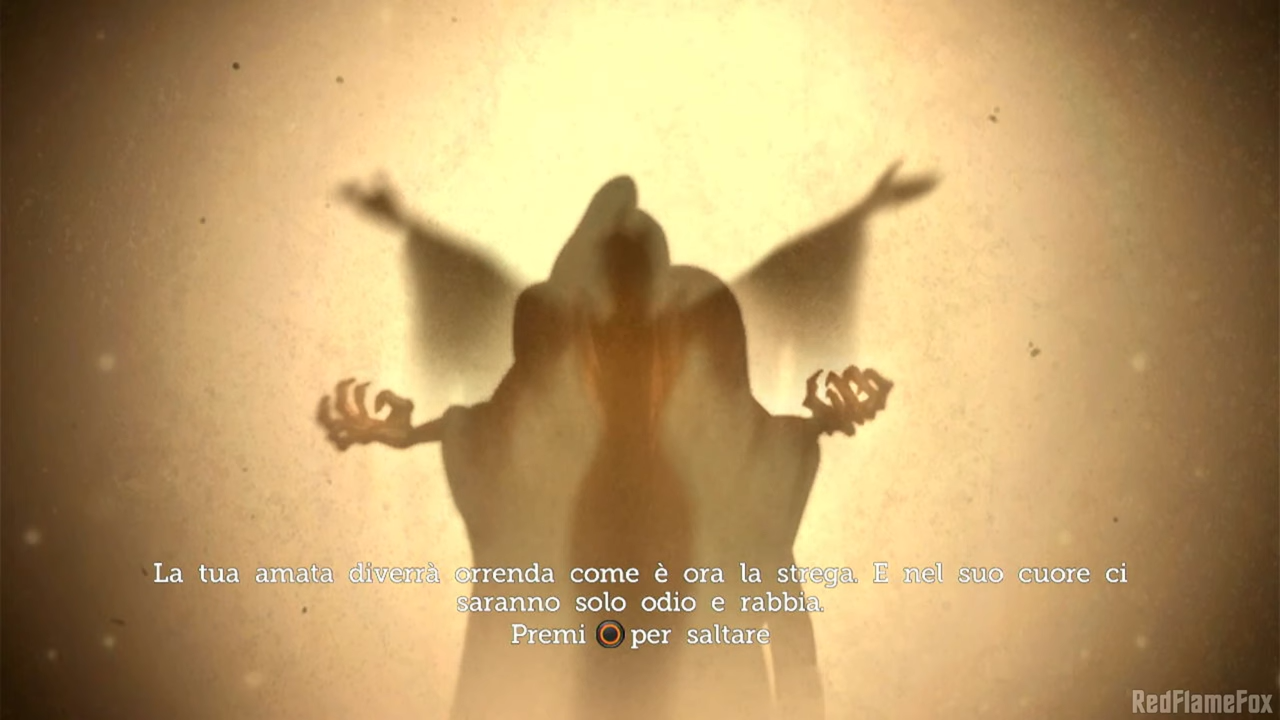 La tua amata diverrà orrenda come è ora la strega. E nel suo cuore ci
saranno solo odio e rabbia.
Premi per saltare
RedFlameFox